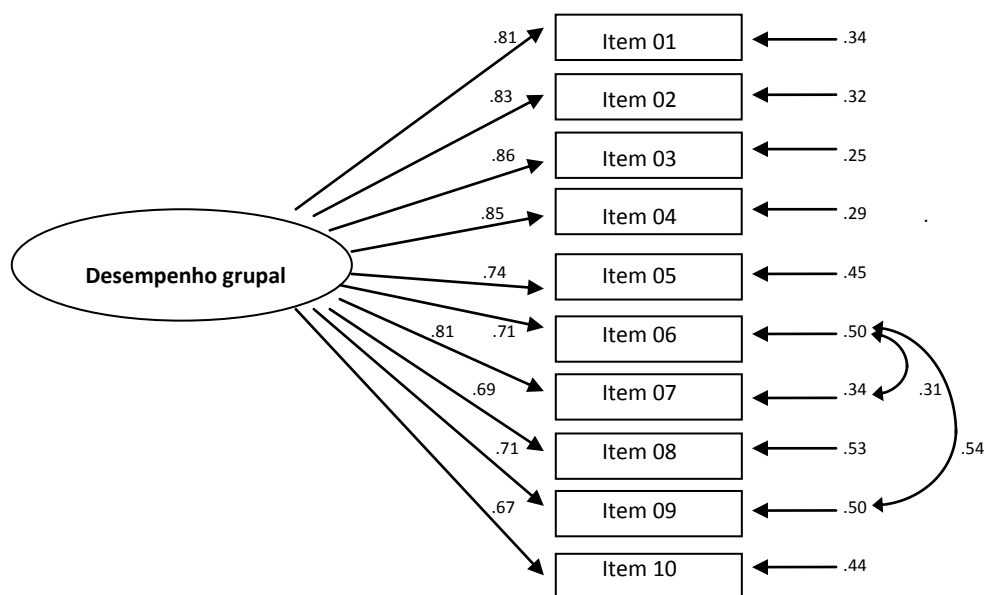 .81 Item 01 .34
.83 Item 02 .32
.86 Item 03 .25
.85 Item 04 .29 .
Desempenho grupal
.74 Item 05 .45
.71 Item 06 .50
.81 Item 07 .34 .31
.69 Item 08 .53 .54
.71 Item 09 .50
.67 Item 10 .44